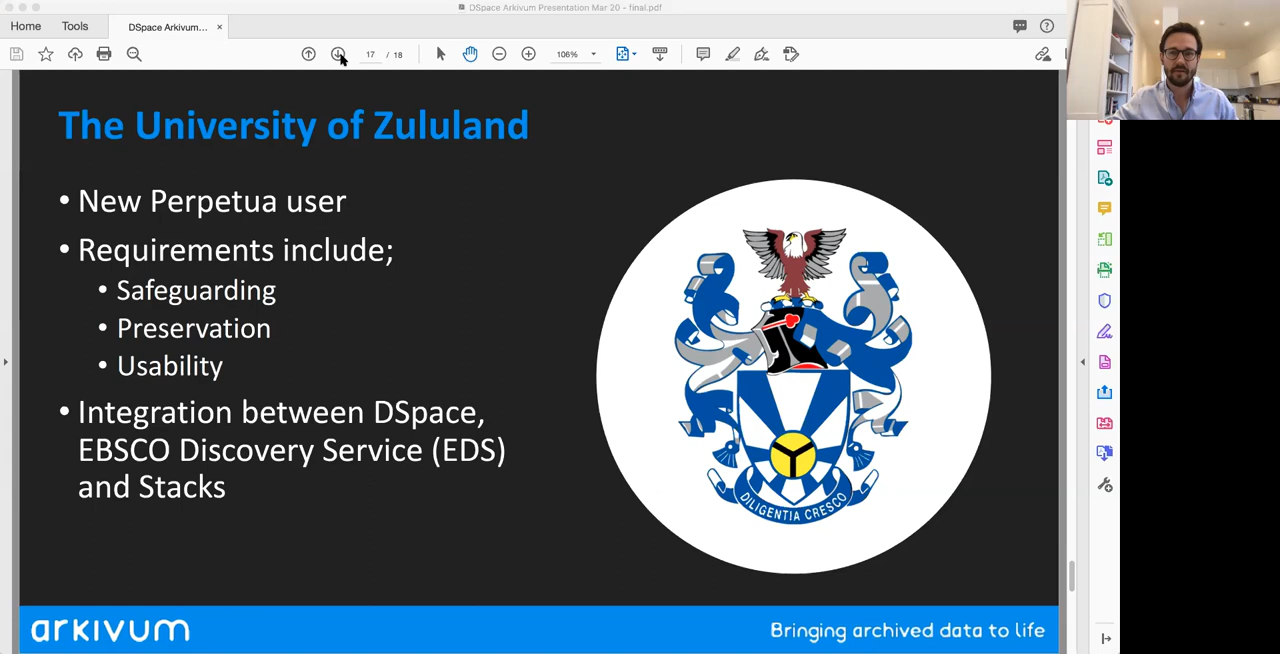 DSpace Arkivum Presentation Mar 20 - final.pdf
Home Tools DSpace Arkivum... ×
17 / 18 106%
The University of Zululand
• New Perpetua user
• Requirements include;
• Safeguarding
• Preservation
• Usability
• Integration between DSpace,
EBSCO Discovery Service (EDS)
and Stacks
DILIGENTIA CRESCO
arkivum
Bringing archived data to life